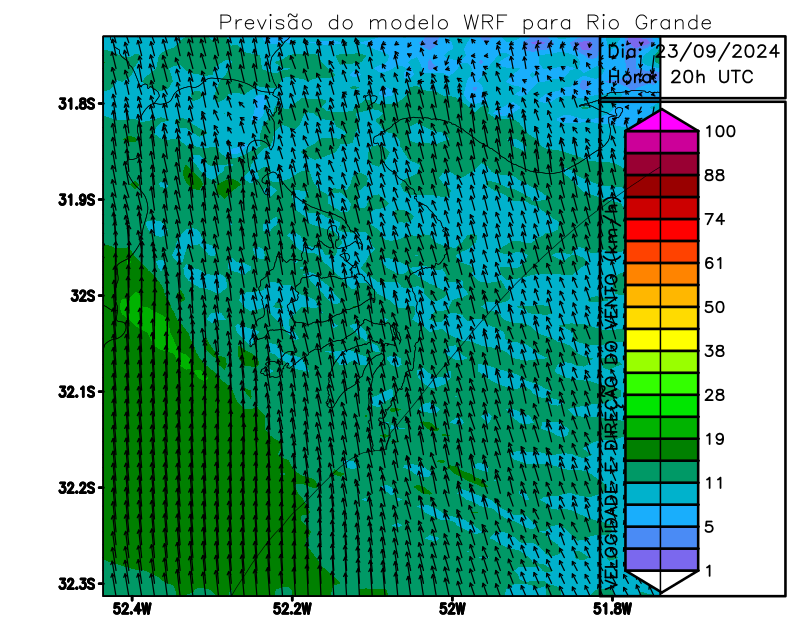 Previsão do modelo WRF para Rio Grande
Dia: 23/09/2024
Hora: 20h UTC
31.8S
31.9S
32S
32.1S
32.2S
32.3S
52.4W
52.2W
52W
51.8W
VELOCIDADE E DIREÇÃO DO VENTO (km/h)
100
88
74
61
50
38
28
19
11
5
1